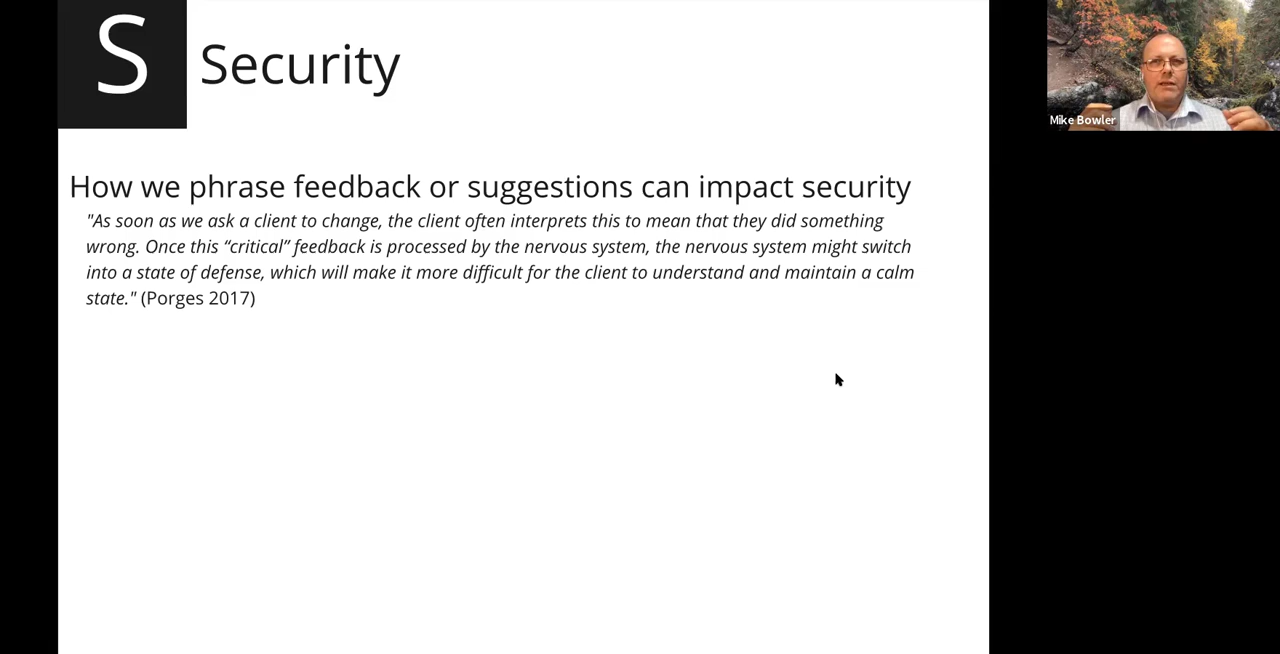 S Security
How we phrase feedback or suggestions can impact security
"As soon as we ask a client to change, the client often interprets this to mean that they did something
wrong. Once this “critical” feedback is processed by the nervous system, the nervous system might switch
into a state of defense, which will make it more difficult for the client to understand and maintain a calm
state." (Porges 2017)
Mike Bowler